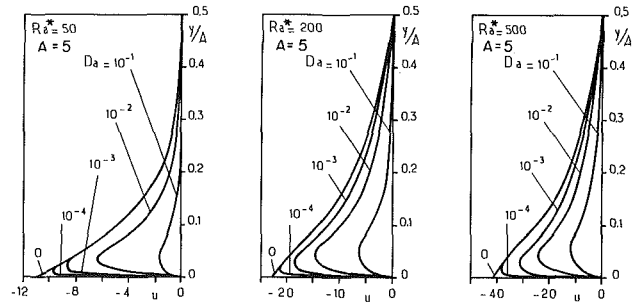 Ra*= 50
A = 5
Da = 10⁻¹
10⁻²
10⁻³
10⁻⁴
0
0,5
y/A
0,4
0,3
0,2
0,1
0
-12 -8 -4 u 0
Ra*= 200
A = 5
Da = 10⁻¹
10⁻²
10⁻³
10⁻⁴
0
0,5
y/A
0,4
0,3
0,2
0,1
0
-20 -10 u 0
Ra*= 500
A = 5
Da = 10⁻¹
10⁻²
10⁻³
10⁻⁴
0
0,5
y/A
0,4
0,3
0,2
0,1
0
-40 -20 u 0